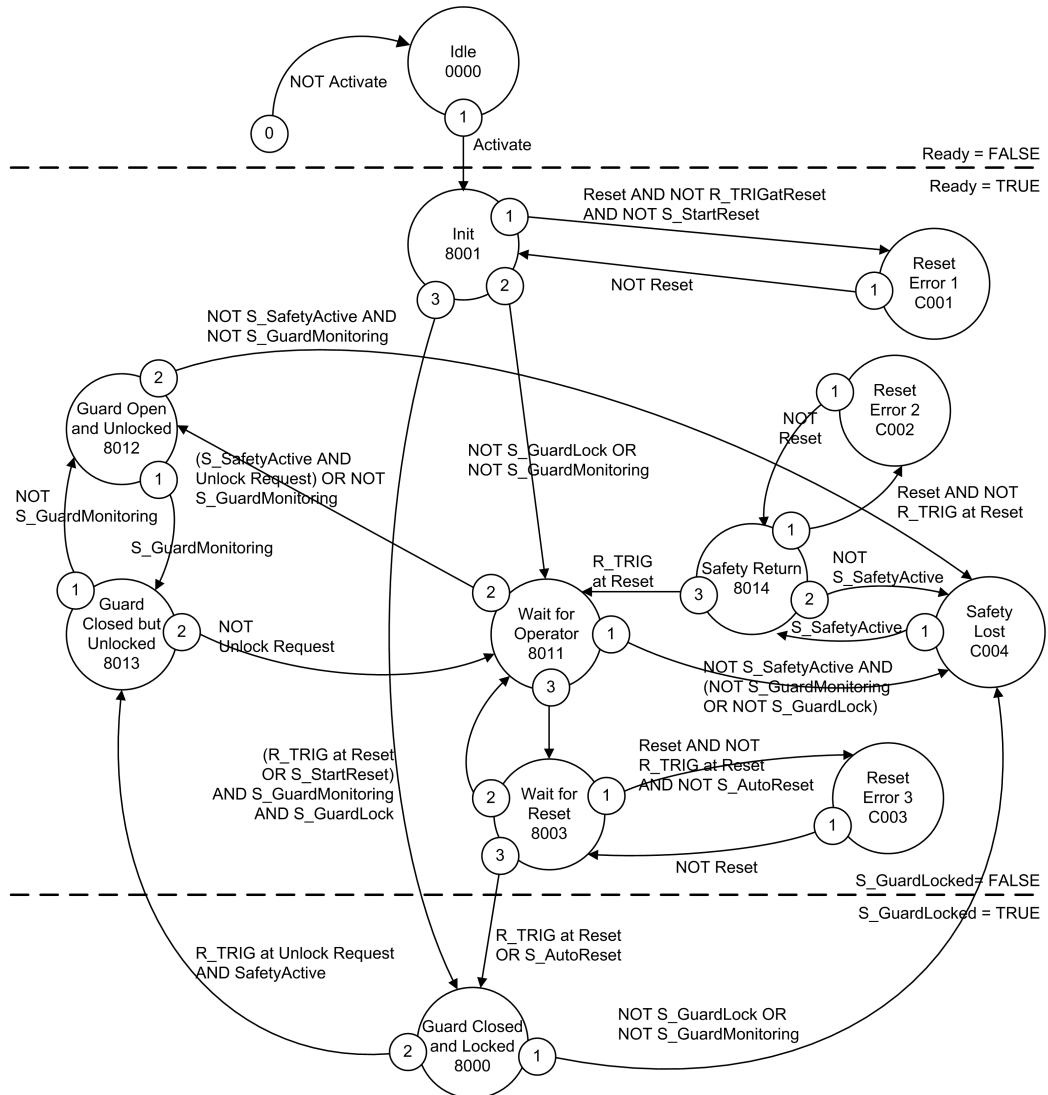 Idle
0000
NOT Activate
0
1
Activate
Ready = FALSE
Ready = TRUE
Reset AND NOT R_TRIGatReset
AND NOT S_StartReset
1
Init
8001
Reset
Error 1
C001
1
NOT Reset
2
3
NOT S_SafetyActive AND
NOT S_GuardMonitoring
2
Guard Open
and Unlocked
8012
1
1
Reset
Error 2
C002
NOT
Reset
NOT S_GuardLock OR
NOT S_GuardMonitoring
(S_SafetyActive AND
Unlock Request) OR NOT
S_GuardMonitoring
NOT
S_GuardMonitoring
S_GuardMonitoring
Reset AND NOT
R_TRIG at Reset
1
Safety Return
8014
R_TRIG
at Reset
3
2
NOT
S_SafetyActive
S_SafetyActive
1
Guard
Closed but
Unlocked
8013
2
NOT
Unlock Request
2
Wait for
Operator
8011
1
3
1
Safety
Lost
C004
NOT S_SafetyActive AND
(NOT S_GuardMonitoring
OR NOT S_GuardLock)
(R_TRIG at Reset
OR S_StartReset)
AND S_GuardMonitoring
AND S_GuardLock
Reset AND NOT
R_TRIG at Reset
AND NOT S_AutoReset
2
Wait for
Reset
8003
1
3
Reset
Error 3
C003
1
NOT Reset
S_GuardLocked= FALSE
S_GuardLocked = TRUE
R_TRIG at Unlock Request
AND SafetyActive
R_TRIG at Reset
OR S_AutoReset
NOT S_GuardLock OR
NOT S_GuardMonitoring
2
Guard Closed
and Locked
8000
1